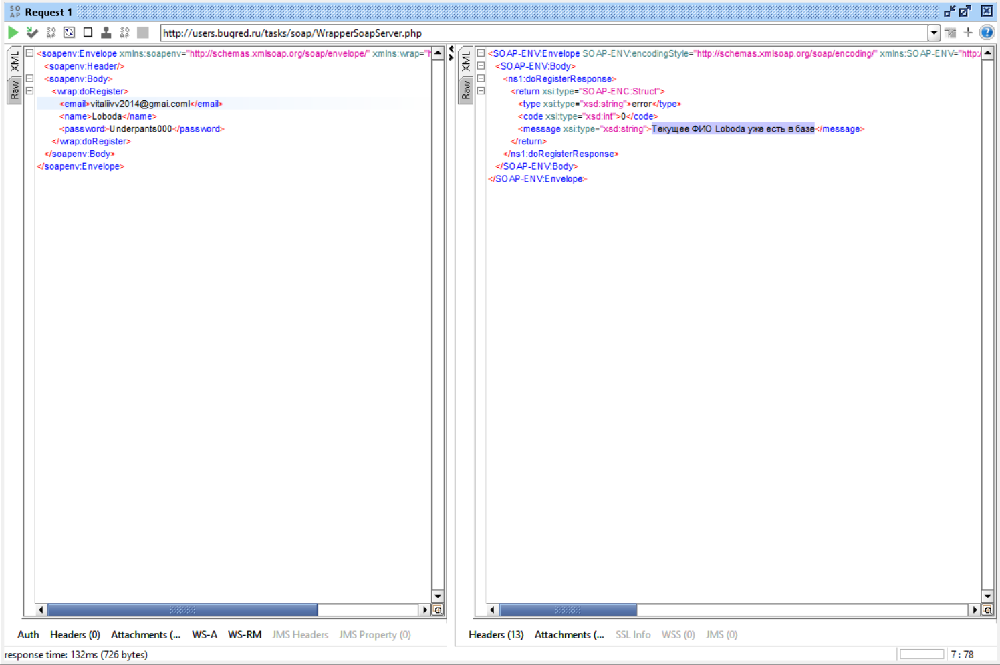 SO AP Request 1
SO AP SO AP http://users.bugred.ru/tasks/soap/WrapperSoapServer.php
XML
Raw
<soapenv:Envelope xmlns:soapenv="http://schemas.xmlsoap.org/soap/envelope/" xmlns:wrap="h
<soapenv:Header/>
<soapenv:Body>
<wrap:doRegister>
<email>vitaliivv2014@gmai.coml</email>
<name>Loboda</name>
<password>Underpants000</password>
</wrap:doRegister>
</soapenv:Body>
</soapenv:Envelope>
XML
Raw
<SOAP-ENV:Envelope SOAP-ENV:encodingStyle="http://schemas.xmlsoap.org/soap/encoding/" xmlns:SOAP-ENV="http:/
<SOAP-ENV:Body>
<ns1:doRegisterResponse>
<return xsi:type="SOAP-ENC:Struct">
<type xsi:type="xsd:string">error</type>
<code xsi:type="xsd:int">0</code>
<message xsi:type="xsd:string">Текущее ФИО Loboda уже есть в базе</message>
</return>
</ns1:doRegisterResponse>
</SOAP-ENV:Body>
</SOAP-ENV:Envelope>
Auth Headers (0) Attachments (... WS-A WS-RM JMS Headers JMS Property (0)
Headers (13) Attachments (... SSL Info WSS (0) JMS (0)
response time: 132ms (726 bytes)
7 : 78